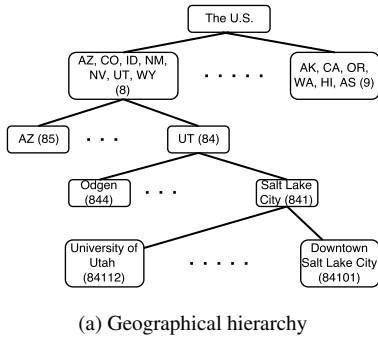 The U.S.
AZ, CO, ID, NM,
NV, UT, WY
(8)
AK, CA, OR,
WA, HI, AS (9)
AZ (85)
UT (84)
Odgen
(844)
Salt Lake
City (841)
University of
Utah
(84112)
Downtown
Salt Lake City
(84101)
(a) Geographical hierarchy